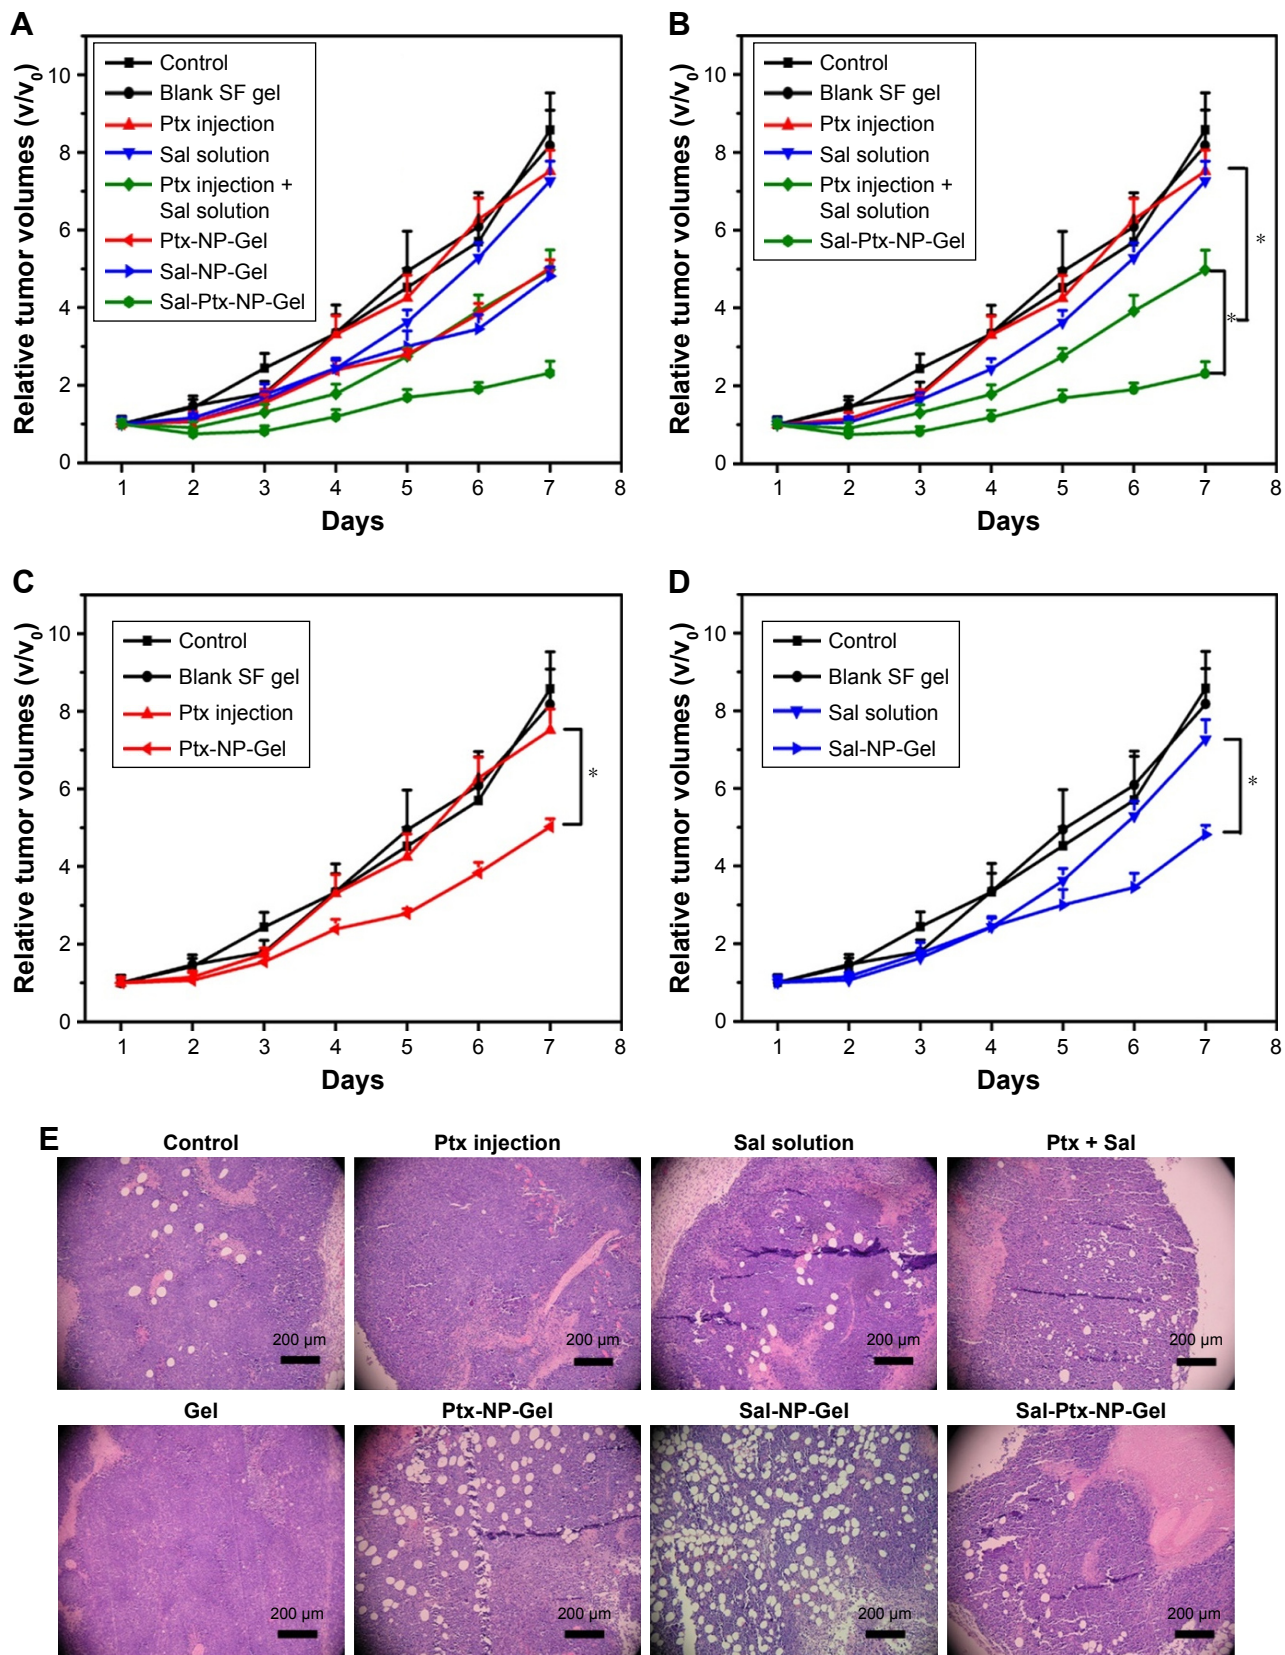 A
Relative tumor volumes (v/v0)
10
8
6
4
2
0
Control
Blank SF gel
Ptx injection
Sal solution
Ptx injection +
Sal solution
Ptx-NP-Gel
Sal-NP-Gel
Sal-Ptx-NP-Gel
1 2 3 4 5 6 7 8
Days
B
Relative tumor volumes (v/v0)
10
8
6
4
2
0
Control
Blank SF gel
Ptx injection
Sal solution
Ptx injection +
Sal solution
Sal-Ptx-NP-Gel
*
*
1 2 3 4 5 6 7 8
Days
C
Relative tumor volumes (v/v0)
10
8
6
4
2
0
Control
Blank SF gel
Ptx injection
Ptx-NP-Gel
*
1 2 3 4 5 6 7 8
Days
D
Relative tumor volumes (v/v0)
10
8
6
4
2
0
Control
Blank SF gel
Sal solution
Sal-NP-Gel
*
1 2 3 4 5 6 7 8
Days
E
Control Ptx injection Sal solution Ptx + Sal
200 μm 200 μm 200 μm 200 μm
Gel Ptx-NP-Gel Sal-NP-Gel Sal-Ptx-NP-Gel
200 μm 200 μm 200 μm 200 μm